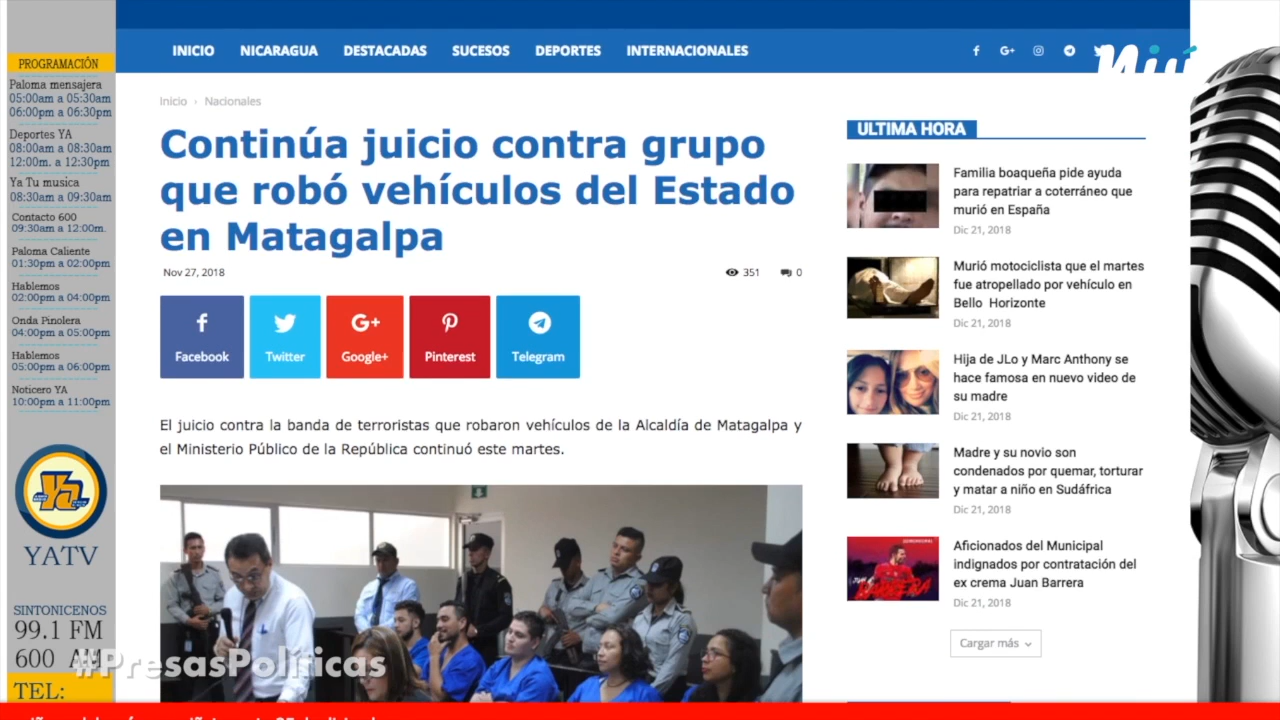 INICIO NICARAGUA DESTACADAS SUCESOS DEPORTES INTERNACIONALES
PROGRAMACIÓN
Paloma mensajera
05:00am a 05:30am
06:00pm a 06:30pm
Deportes YA
08:00am a 08:30am
12:00m. a 12:30pm
Ya Tu musica
08:30am a 09:30am
Contacto 600
09:30am a 12:00m.
Paloma Caliente
01:30pm a 02:00pm
Hablemos
02:00pm a 04:00pm
Onda Pinolera
04:00pm a 05:00pm
Hablemos
05:00pm a 06:00pm
Noticero YA
10:00pm a 11:00pm
Ya
YATV
SINTONICENOS
99.1 FM
600
TEL:
Inicio › Nacionales
Continúa juicio contra grupo
que robó vehículos del Estado
en Matagalpa
Nov 27, 2018
351 0
Facebook Twitter Google+ Pinterest Telegram
El juicio contra la banda de terroristas que robaron vehículos de la Alcaldía de Matagalpa y
el Ministerio Público de la República continuó este martes.
#PresasPolíticas
ULTIMA HORA
Familia boaqueña pide ayuda
para repatriar a coterráneo que
murió en España
Dic 21, 2018
Murió motociclista que el martes
fue atropellado por vehículo en
Bello Horizonte
Dic 21, 2018
Hija de JLo y Marc Anthony se
hace famosa en nuevo video de
su madre
Dic 21, 2018
Madre y su novio son
condenados por quemar, torturar
y matar a niño en Sudáfrica
Dic 21, 2018
Aficionados del Municipal
indignados por contratación del
ex crema Juan Barrera
Dic 21, 2018
Cargar más